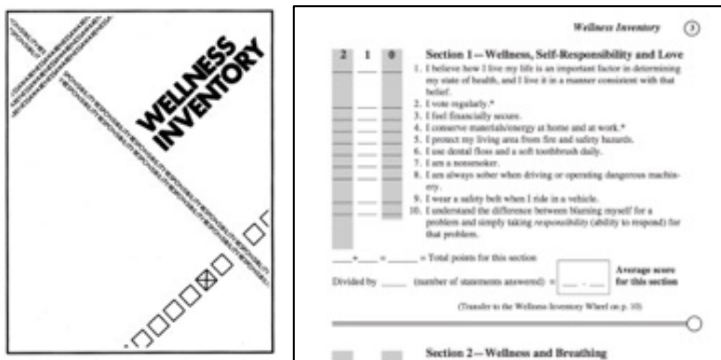 WELLNESS
INVENTORY
Wellness Inventory 3
2 1 0 Section 1—Wellness, Self-Responsibility and Love
1. I believe how I live my life is an important factor in determining
my state of health, and I live it in a manner consistent with that
belief.
2. I vote regularly.*
3. I feel financially secure.
4. I conserve materials/energy at home and at work.*
5. I protect my living area from fire and safety hazards.
6. I use dental floss and a soft toothbrush daily.
7. I am a nonsmoker.
8. I am always sober when driving or operating dangerous machin-
ery.
9. I wear a safety belt when I ride in a vehicle.
10. I understand the difference between blaming myself for a
problem and simply taking responsibility (ability to respond) for
that problem.
____+____ = ______ = Total points for this section
Divided by _____ (number of statements answered) = __ . __ Average score
for this section
(Transfer to the Wellness Inventory Wheel on p. 10)
Section 2—Wellness and Breathing